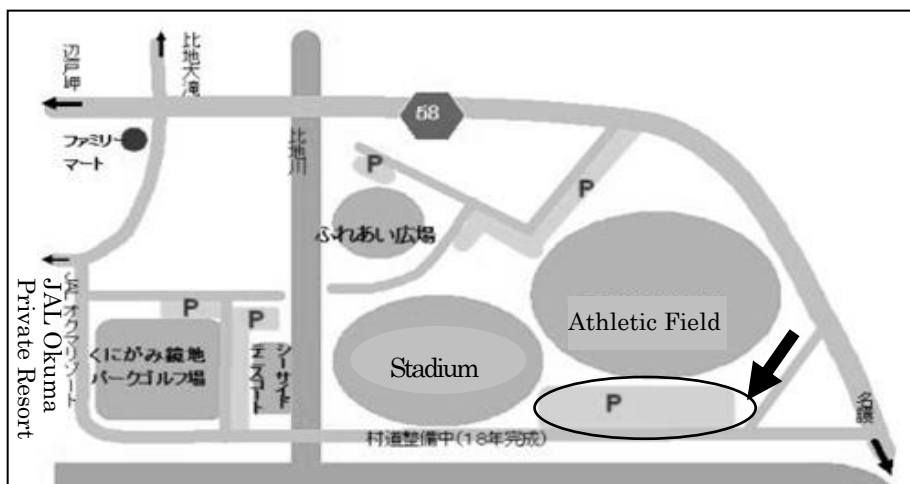 辺戸岬
比地大滝
58
比地川
ファミリー
マート
P
P
ふれあい広場
Athletic Field
JALオクマリゾート
JAL Okuma
Private Resort
P
P
くにがみ鏡地
パークゴルフ場
シーサイド
テニスコート
Stadium
P
名護
村道整備中(18年完成)